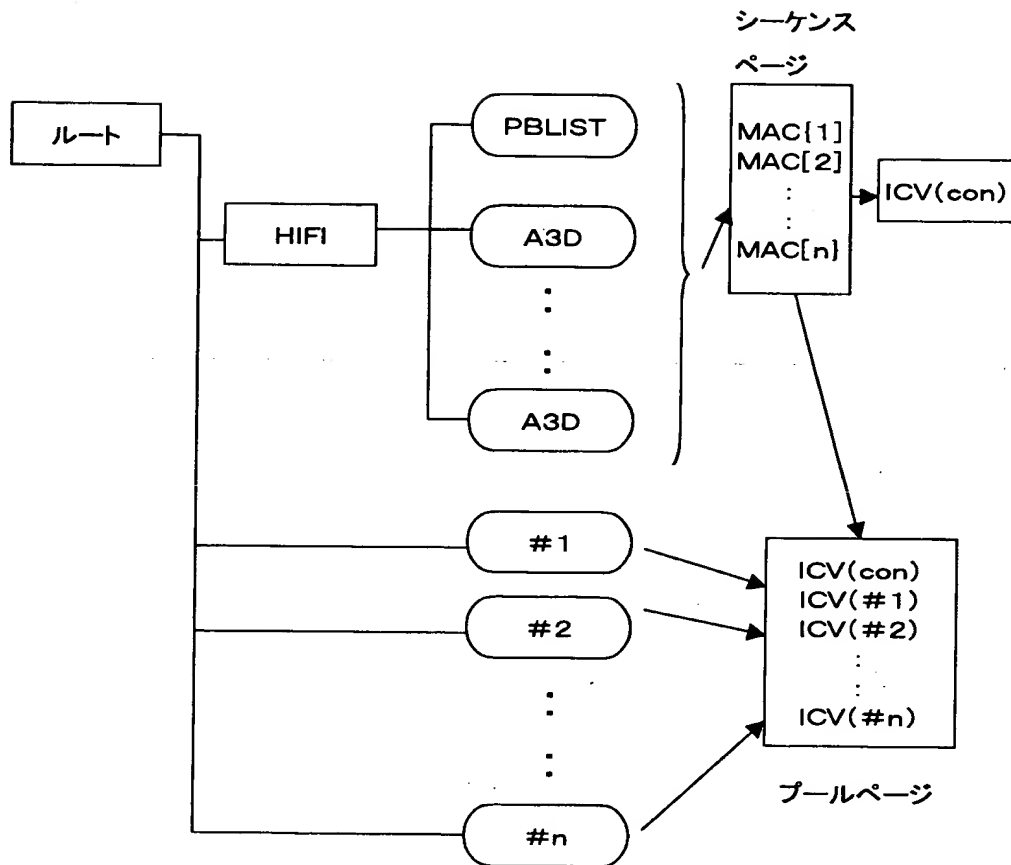 シーケンス
ページ
ルート
HIFI
PBLIST
A3D
A3D
MAC{1]
MAC[2]
MAC[n}
ICV(con)
#1
#2
#n
ICV(con)
ICV(#1)
ICV(#2)
ICV(#n)
プールページ